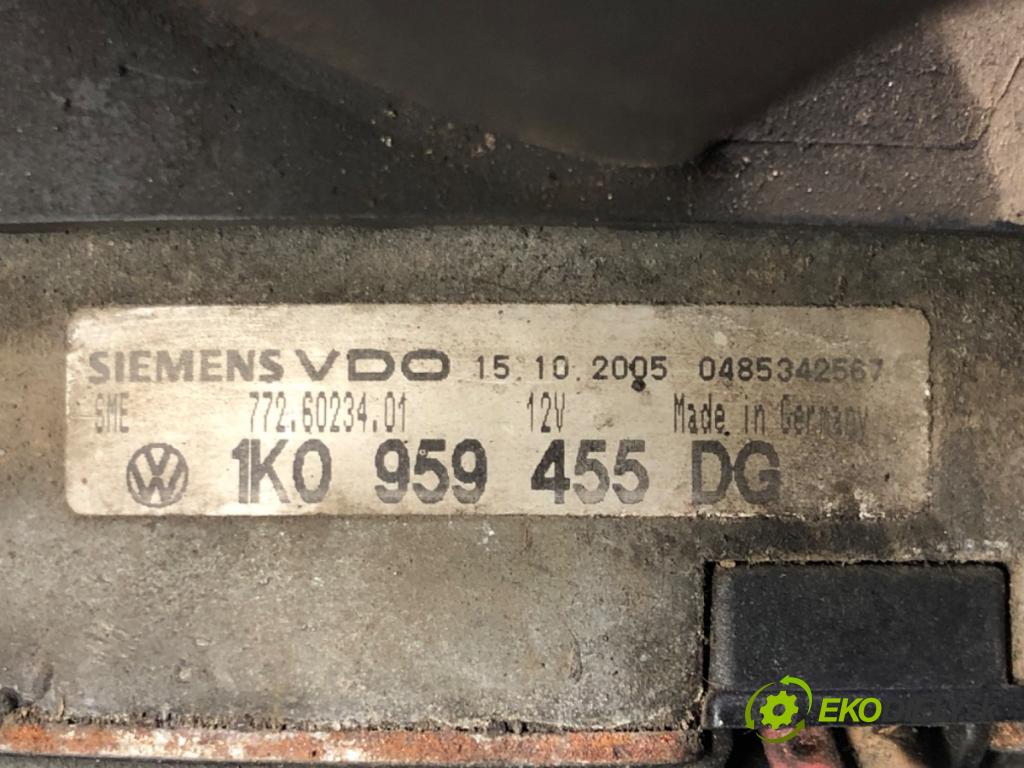 SIEMENS VDO 15.10.2005 0485342567
SME 772.60234.01 12V Made in Germany
VW 1K0 959 455 DG
EKO